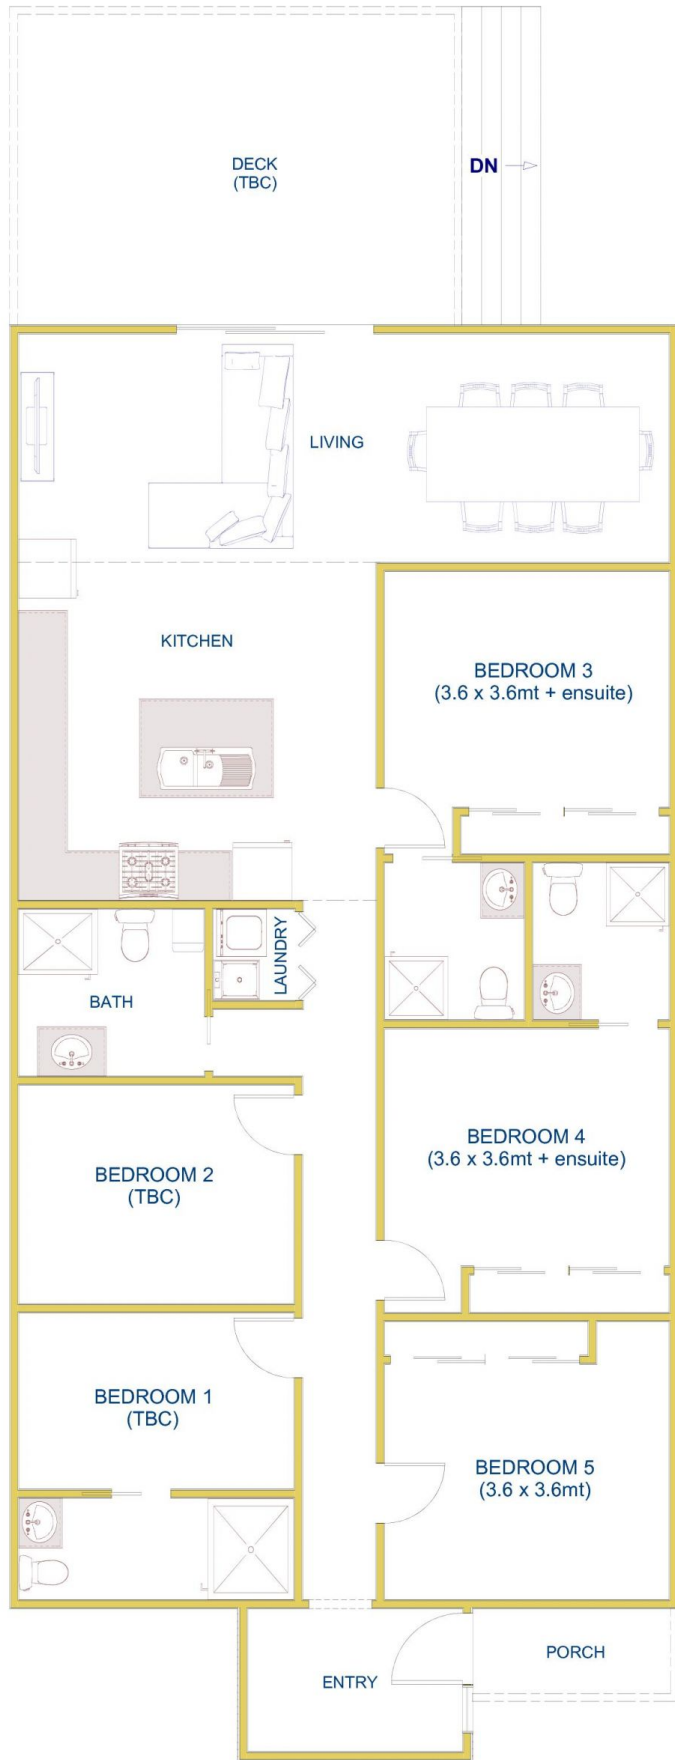 DECK
(TBC)
DN
LIVING
KITCHEN
BEDROOM 3
(3.6 x 3.6mt + ensuite)
LAUNDRY
BATH
BEDROOM 4
(3.6 x 3.6mt + ensuite)
BEDROOM 2
(TBC)
BEDROOM 1
(TBC)
BEDROOM 5
(3.6 x 3.6mt)
ENTRY
PORCH